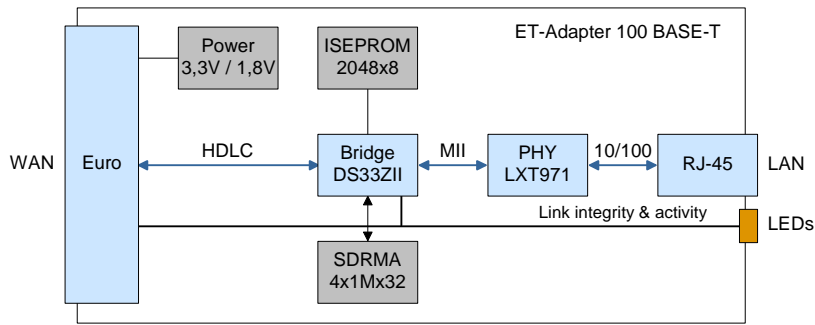 ET-Adapter 100 BASE-T
Power
3,3V / 1,8V
ISEPROM
2048x8
WAN
Euro
HDLC
Bridge
DS33ZII
MII
PHY
LXT971
10/100
RJ-45
LAN
Link integrity & activity
LEDs
SDRMA
4x1Mx32